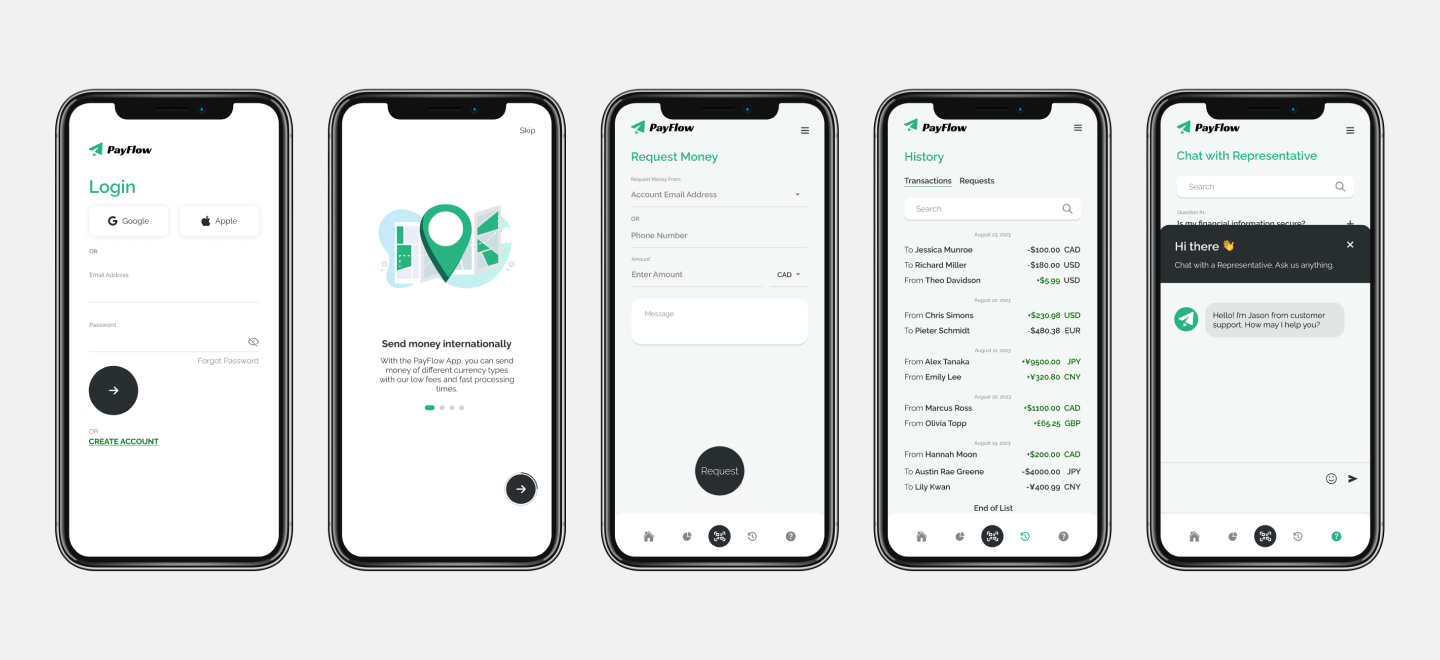 PayFlow
Login
Google
Apple
OR
Email Address
Password
Forgot Password
OR
CREATE ACCOUNT
Skip
Send money internationally
With the PayFlow App, you can send
money of different currency types
with our low fees and fast processing
times.
PayFlow
Request Money
Request Money From:
Account Email Address
OR
Phone Number
Amount*
Enter Amount CAD
Message
Request
PayFlow
History
Transactions Requests
Search
August 23, 2023
To Jessica Munroe -$100.00 CAD
To Richard Miller -$180.00 USD
From Theo Davidson +$5.99 USD
August 22, 2023
From Chris Simons +$230.98 USD
To Pieter Schmidt -$480.38 EUR
August 21, 2023
From Alex Tanaka +¥9500.00 JPY
From Emily Lee +¥320.80 CNY
August 20, 2023
From Marcus Ross +$1100.00 CAD
From Olivia Topp +£65.25 GBP
August 19, 2023
From Hannah Moon +$200.00 CAD
To Austin Rae Greene -$4000.00 JPY
To Lily Kwan -¥400.99 CNY
End of List
PayFlow
Chat with Representative
Search
Question #1:
Is my financial information secure? +
Hi there 👋
Chat with a Representative. Ask us anything.
Hello! I'm Jason from customer
support. How may I help you?